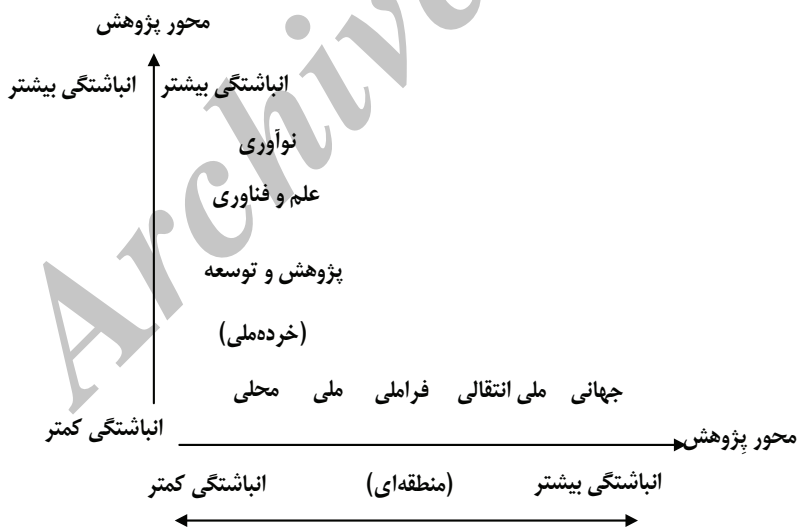 محور پژوهش
انباشتگی بیشتر انباشتگی بیشتر
نوآوری
علم و فناوری
پژوهش و توسعه
(خرده‌ملی)
محلی ملی فراملی ملی انتقالی جهانی
انباشتگی کمتر
محور پژوهش
انباشتگی کمتر (منطقه‌ای) انباشتگی بیشتر
Archive